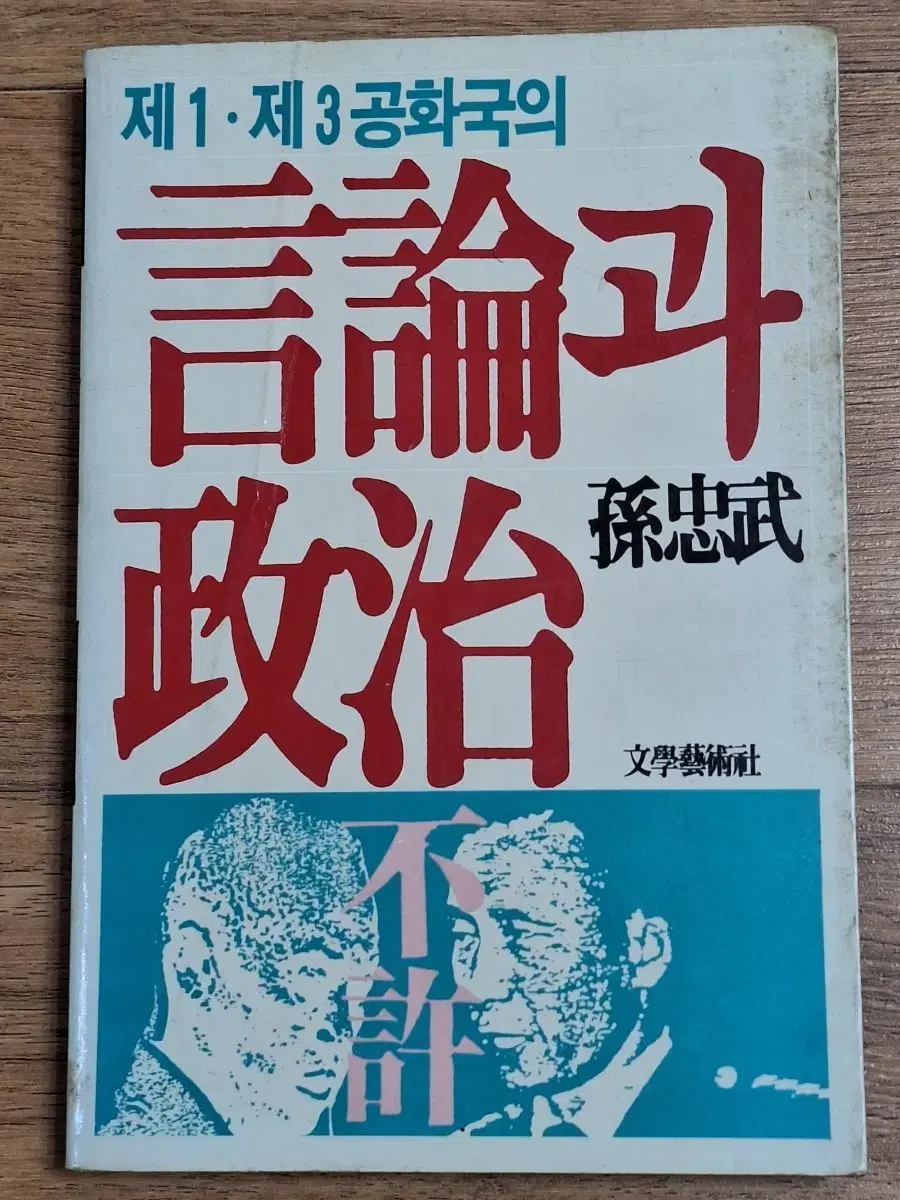 제1·제3공화국의
言論과
政治
孫忠武
文學藝術社
不許